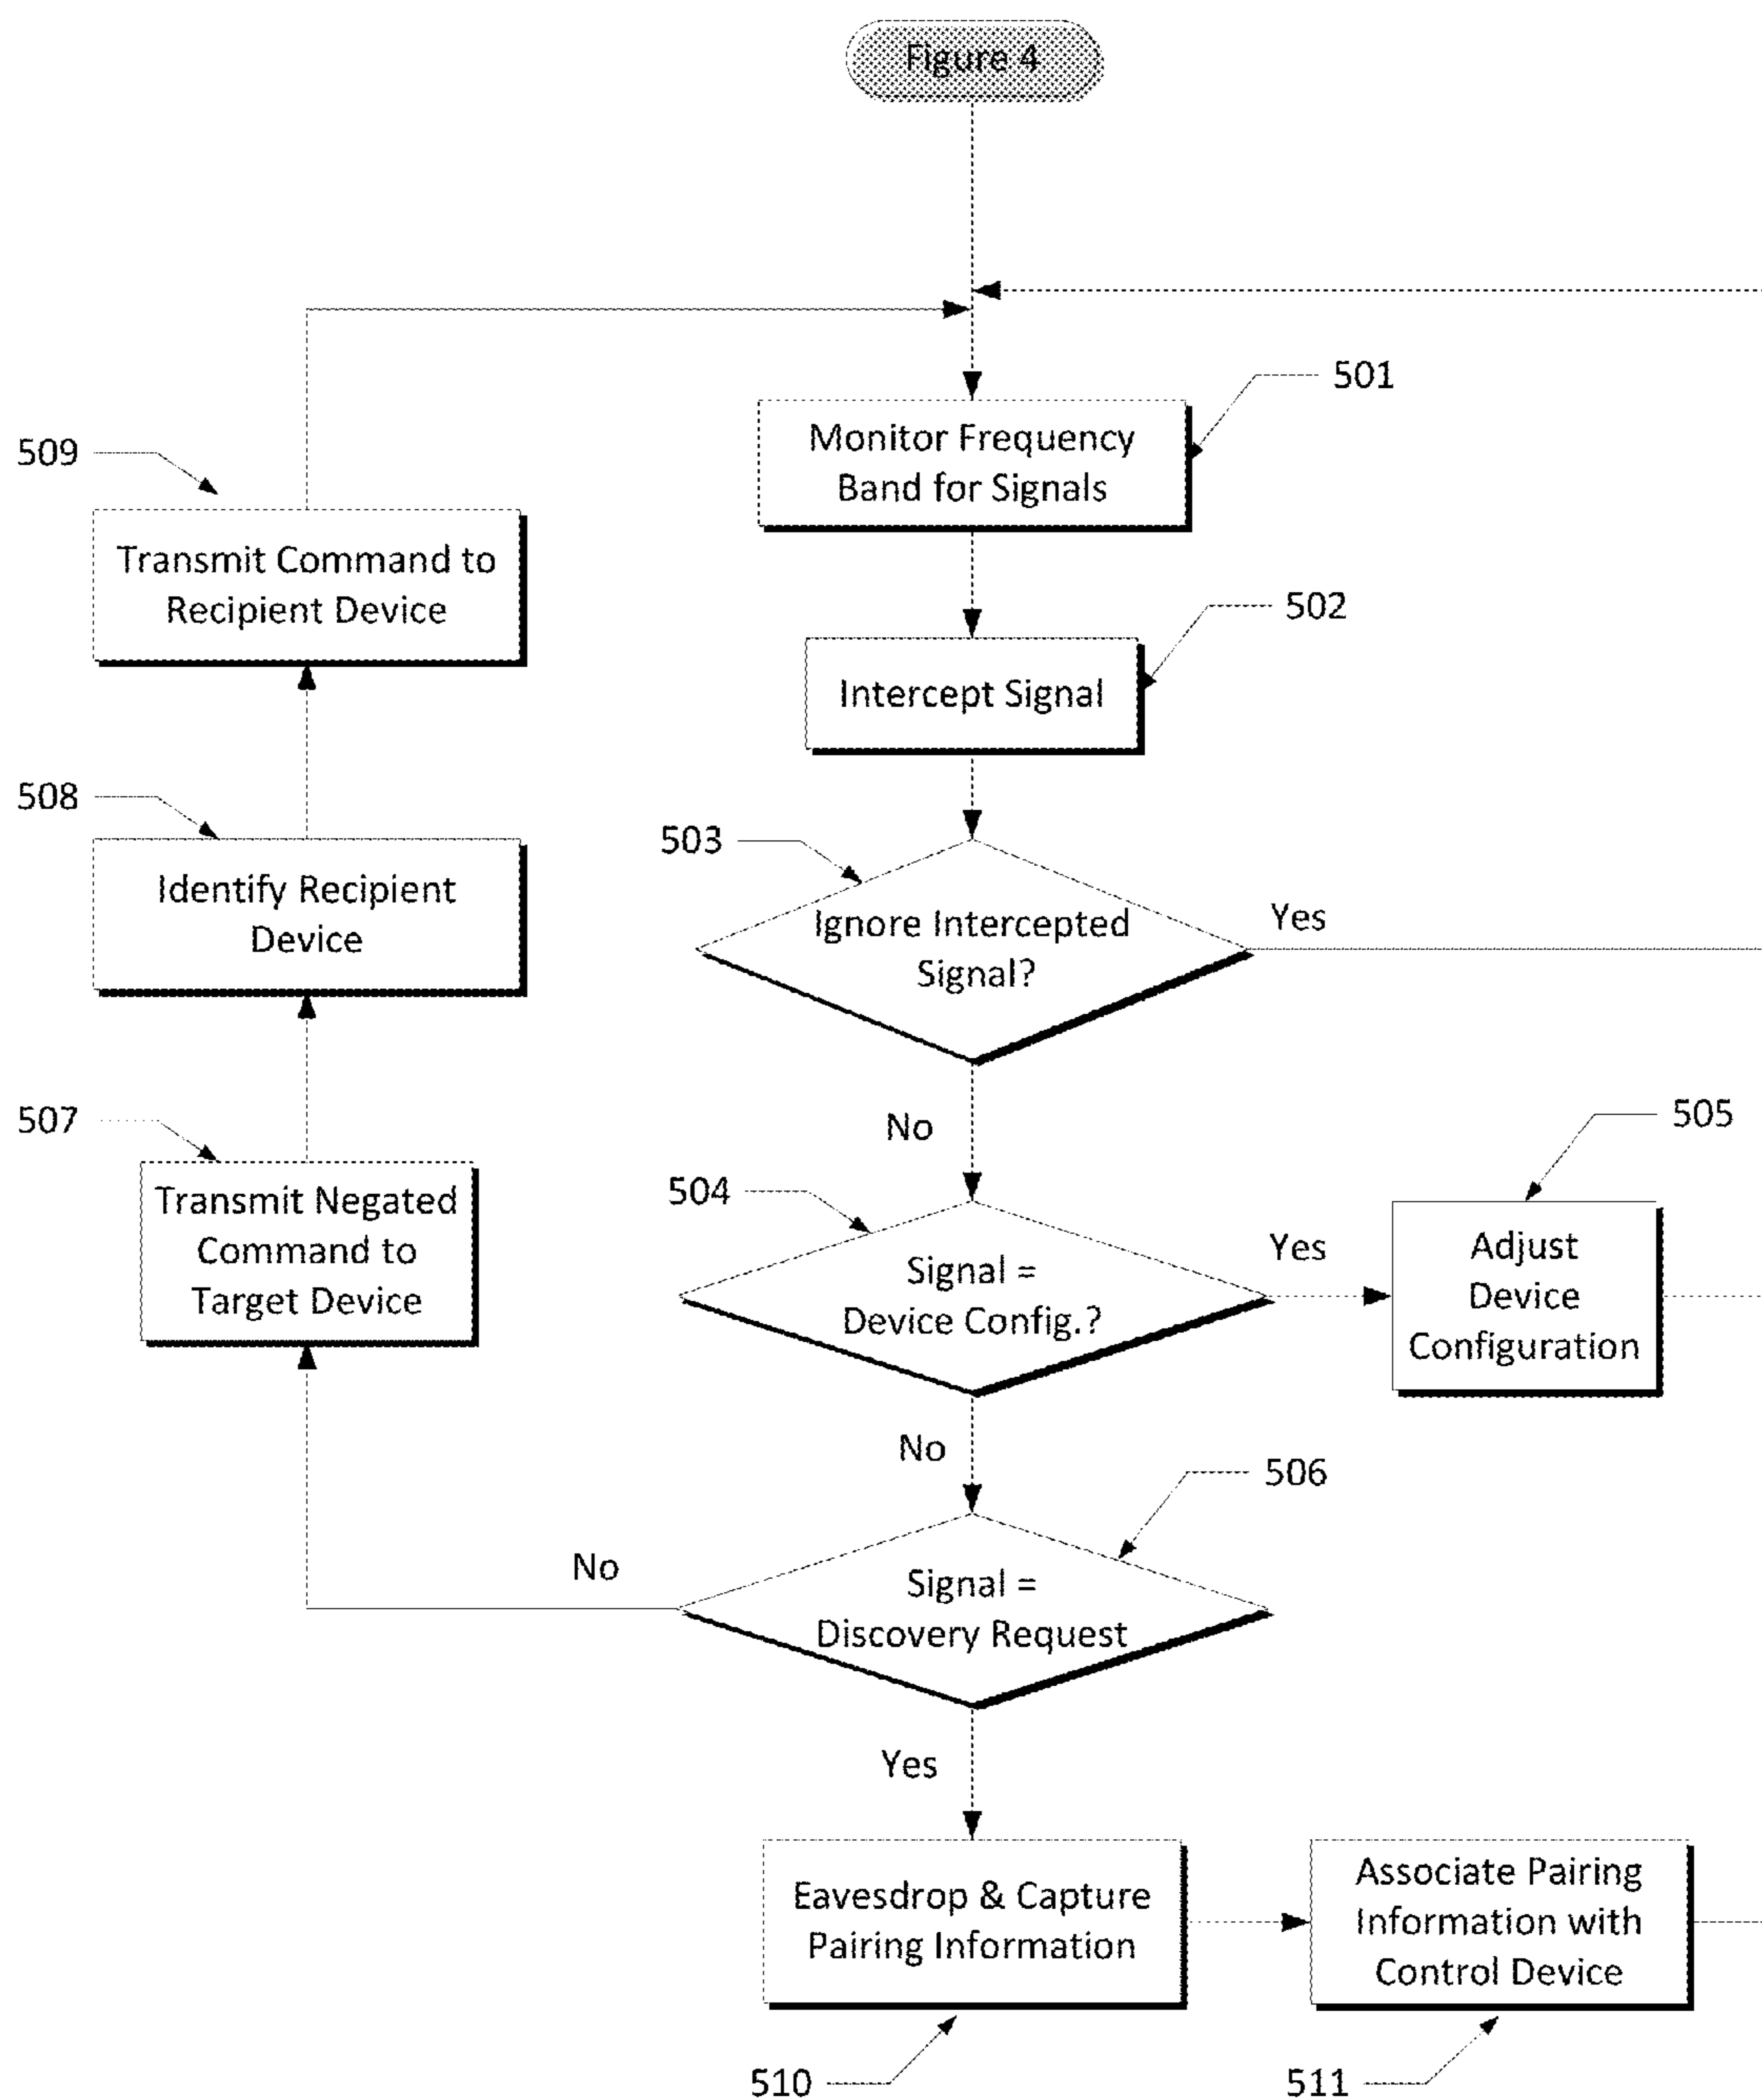 Figure 4
501
Monitor Frequency
Band for Signals
509
Transmit Command to
Recipient Device
502
Intercept Signal
508
Identify Recipient
Device
503
Ignore Intercepted
Signal?
Yes
No
507
Transmit Negated
Command to
Target Device
504
Signal =
Device Config.?
Yes
505
Adjust
Device
Configuration
No
506
Signal =
Discovery Request
No
Yes
Eavesdrop & Capture
Pairing Information
510
Associate Pairing
Information with
Control Device
511